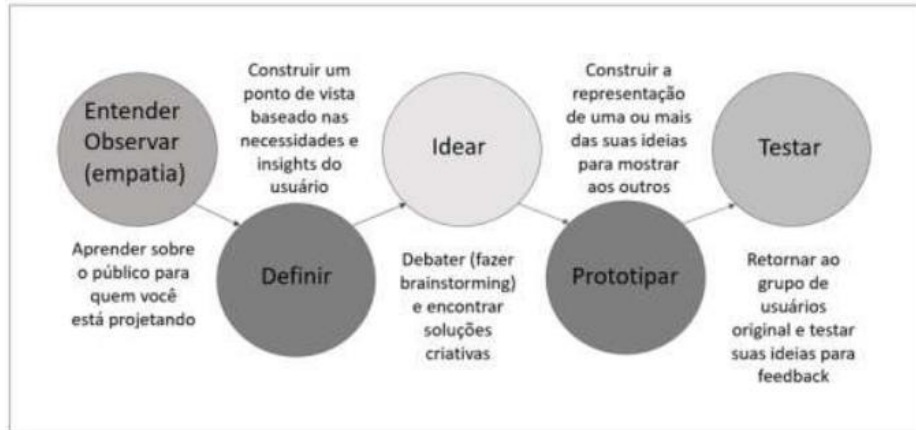 Entender
Observar
(empatia)
Aprender sobre
o público para
quem você
está projetando
Construir um
ponto de vista
baseado nas
necessidades e
insights do
usuário
Definir
Idear
Debater (fazer
brainstorming)
e encontrar
soluções
criativas
Construir a
representação
de uma ou mais
das suas ideias
para mostrar
aos outros
Prototipar
Testar
Retornar ao
grupo de
usuários
original e testar
suas ideias para
feedback